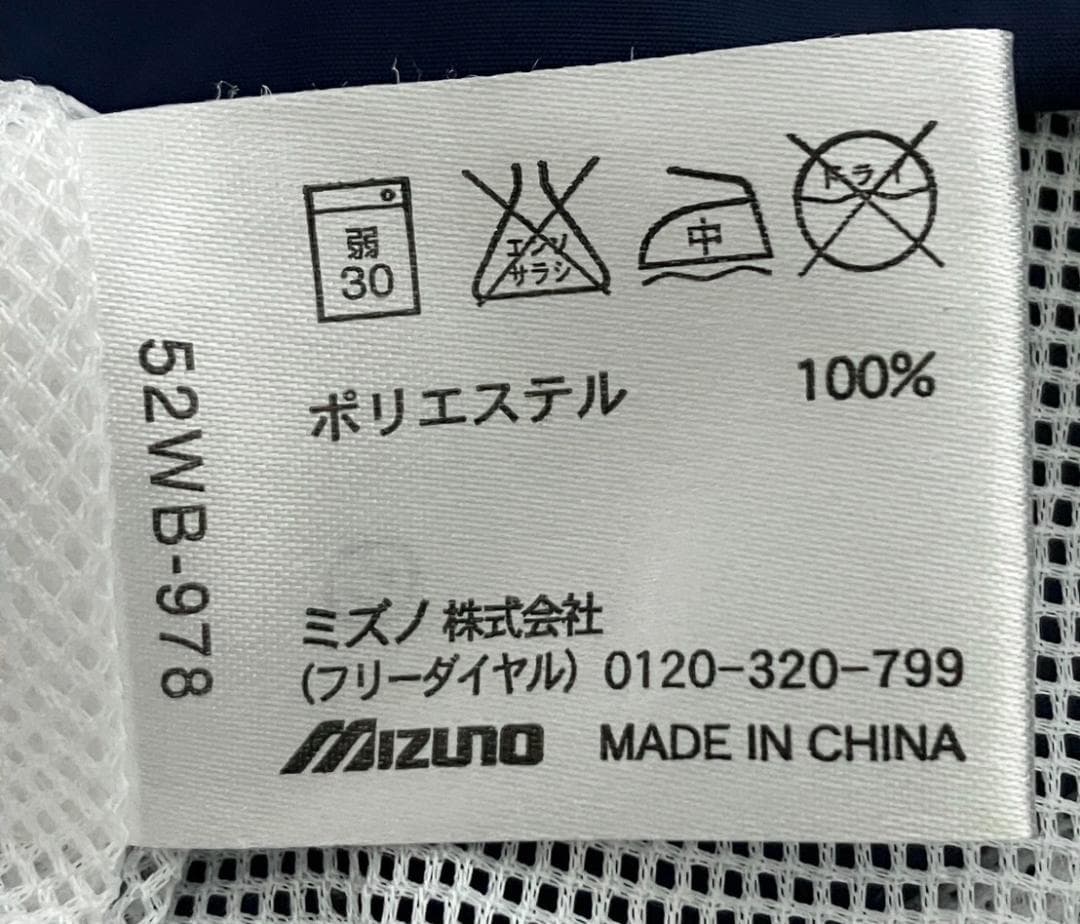 弱
30
エンソ
サラシ
中
ドライ
ポリエステル 100%
52WB-978
ミズノ株式会社
(フリーダイヤル) 0120-320-799
MIZUNO MADE IN CHINA